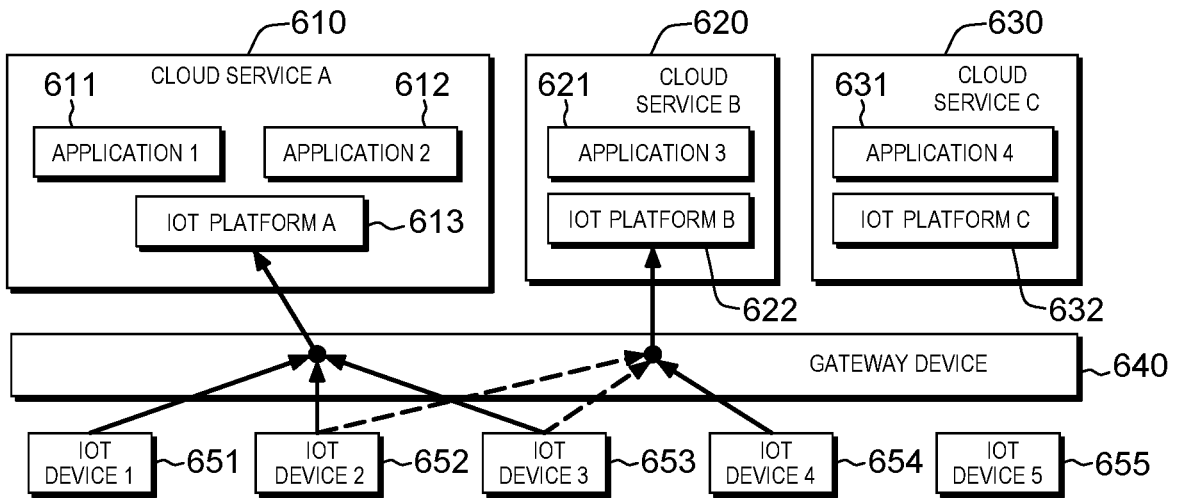 610
620
630
CLOUD SERVICE A
CLOUD
SERVICE B
CLOUD
SERVICE C
611
612
621
631
APPLICATION 1
APPLICATION 2
APPLICATION 3
APPLICATION 4
IOT PLATFORM A
613
IOT PLATFORM B
IOT PLATFORM C
622
632
GATEWAY DEVICE
640
IOT
DEVICE 1
651
IOT
DEVICE 2
652
IOT
DEVICE 3
653
IOT
DEVICE 4
654
IOT
DEVICE 5
655